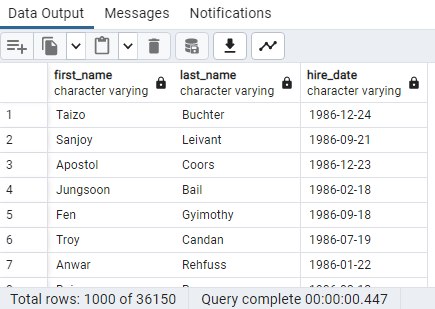 Data Output Messages Notifications
first_name last_name hire_date
character varying character varying character varying
1 Taizo Buchter 1986-12-24
2 Sanjoy Leivant 1986-09-21
3 Apostol Coors 1986-12-23
4 Jungsoon Bail 1986-02-18
5 Fen Gyimothy 1986-09-18
6 Troy Candan 1986-07-19
7 Anwar Rehfuss 1986-01-22
Total rows: 1000 of 36150 Query complete 00:00:00.447